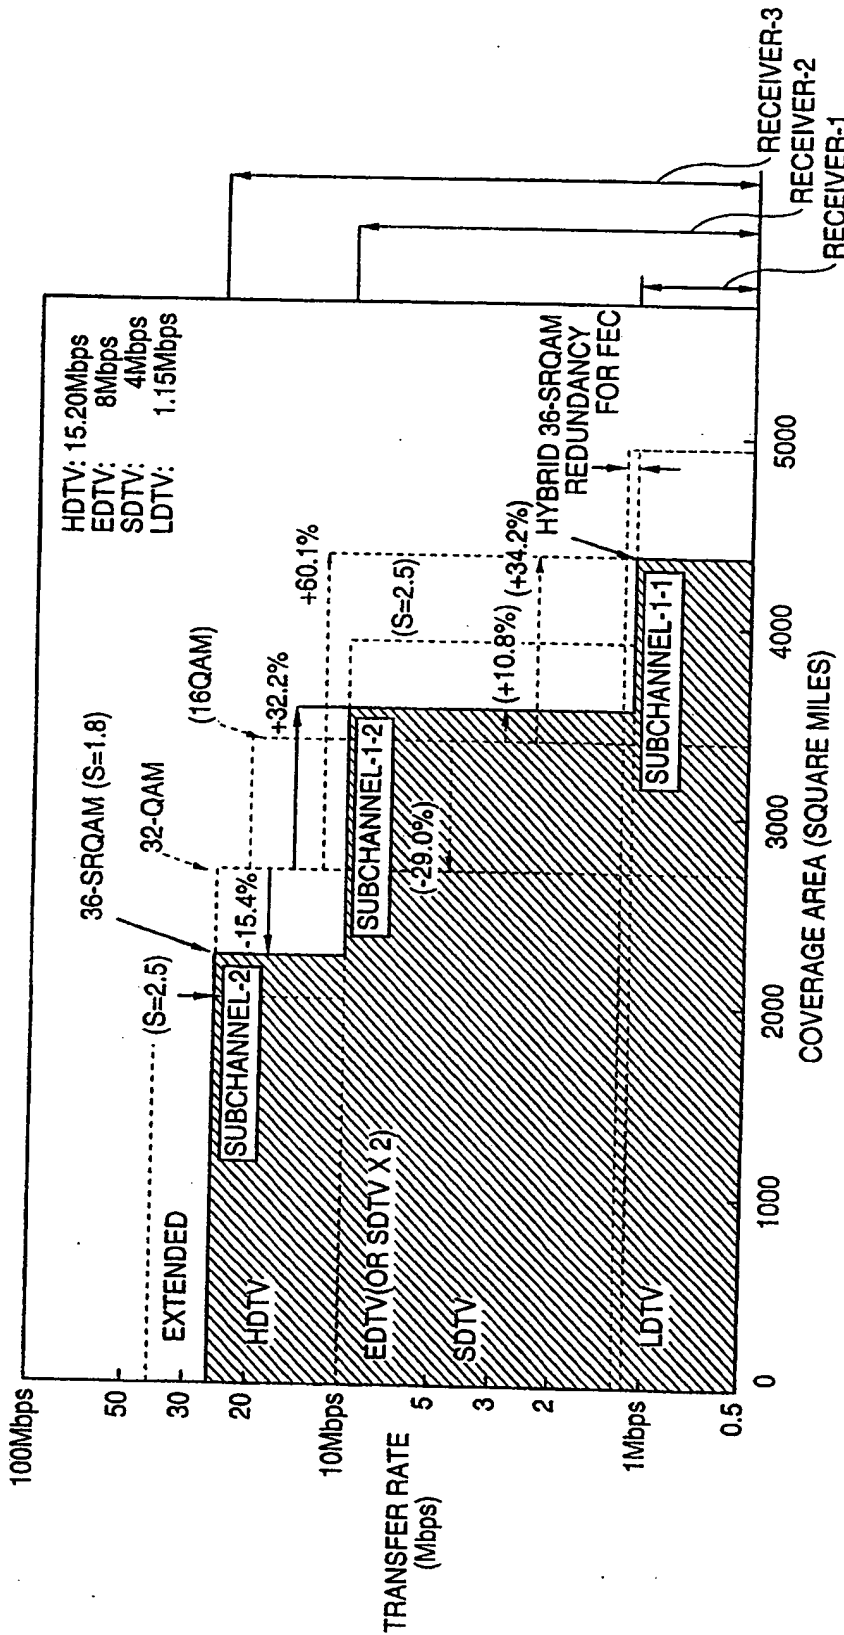 100Mbps
50
30
20
10Mbps
5
3
2
1Mbps
0.5
TRANSFER RATE
(Mbps)
0
1000
2000
3000
4000
5000
COVERAGE AREA (SQUARE MILES)
EXTENDED
HDTV
EDTV(OR SDTV X 2)
SDTV
LDTV
(S=2.5)
36-SRQAM (S=1.8)
32-QAM
(16QAM)
SUBCHANNEL-2
-15.4%
+32.2%
+60.1%
SUBCHANNEL-1-2
(S=2.5)
(-29.0%)
(+10.8%)
(+34.2%)
HYBRID 36-SRQAM
REDUNDANCY
FOR FEC
SUBCHANNEL-1-1
HDTV: 15.20Mbps
EDTV: 8Mbps
SDTV: 4Mbps
LDTV: 1.15Mbps
RECEIVER-3
RECEIVER-2
RECEIVER-1